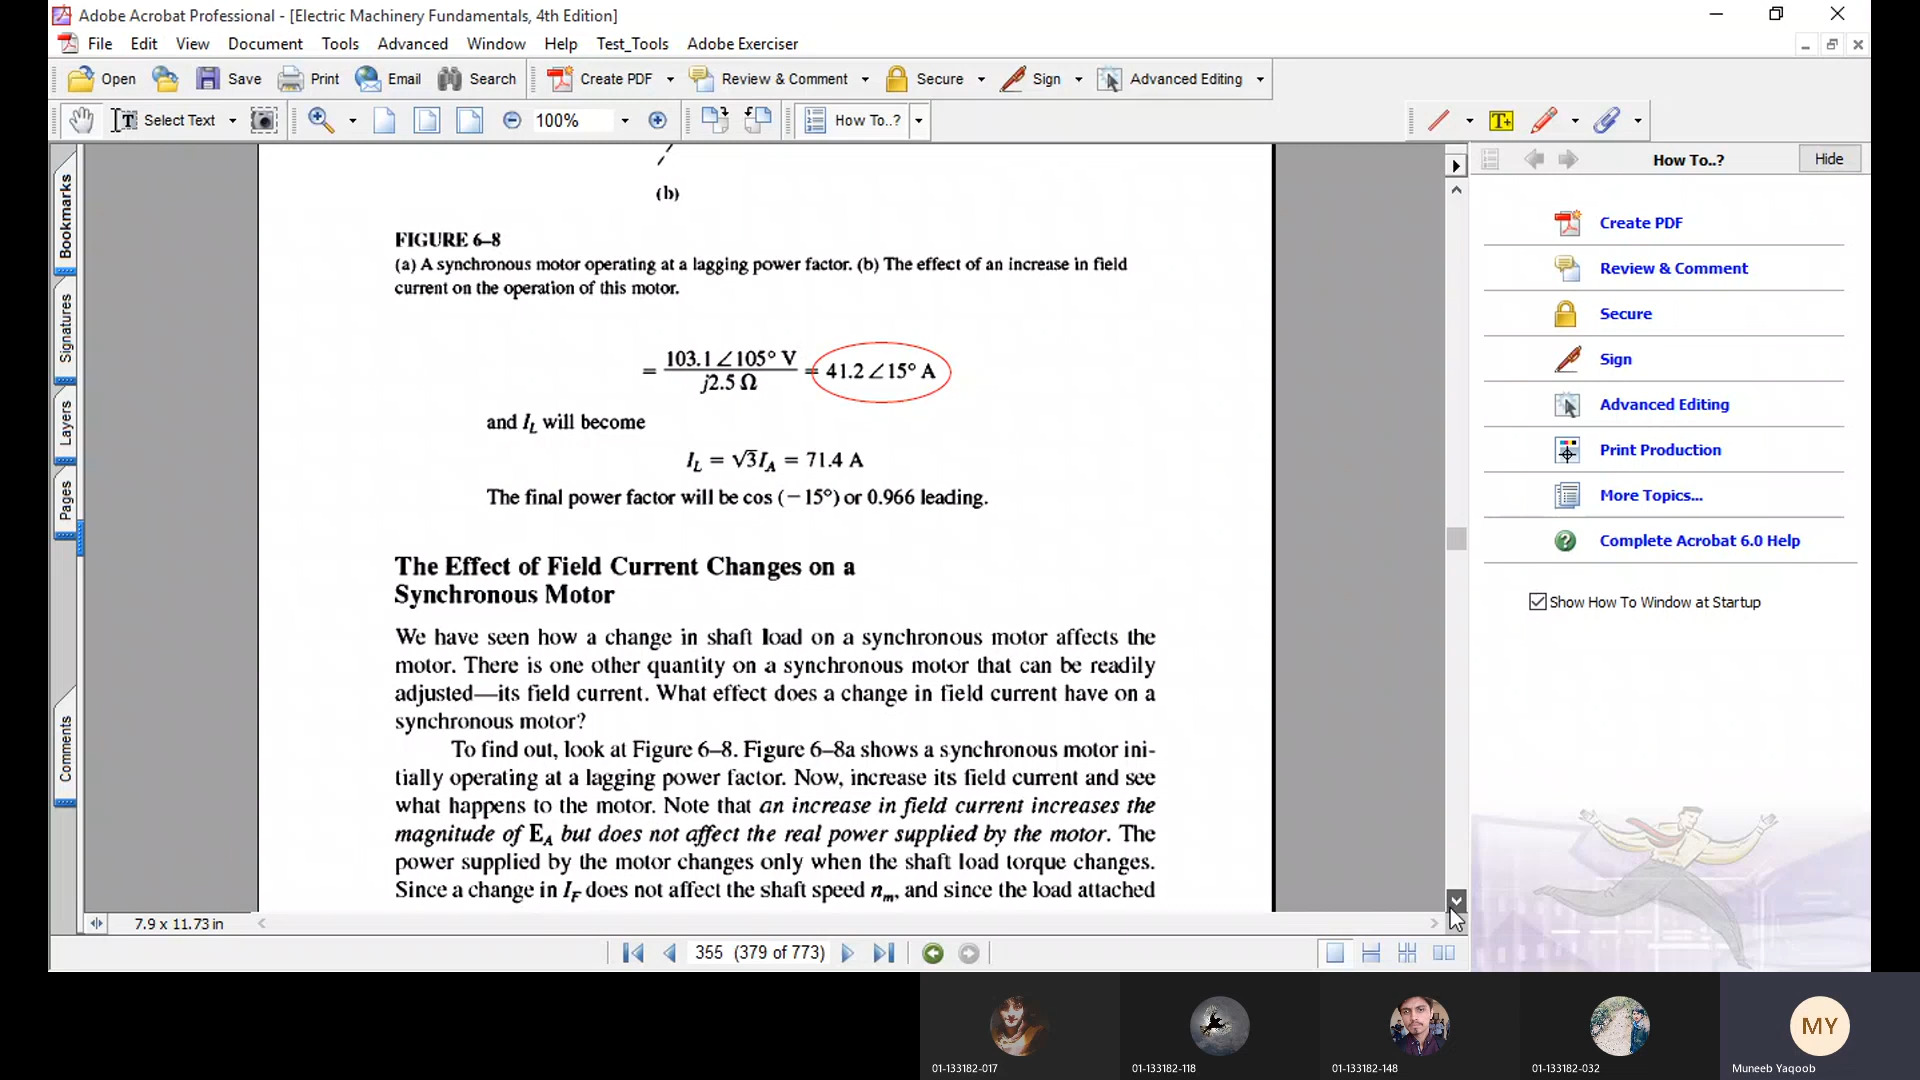 Adobe Acrobat Professional - [Electric Machinery Fundamentals, 4th Edition]
File Edit View Document Tools Advanced Window Help Test_Tools Adobe Exerciser
Open Save Print Email Search Create PDF Review & Comment Secure Sign Advanced Editing
Select Text 100% How To..?
How To..? Hide
Bookmarks
Signatures
Layers
Pages
Comments
(b)
FIGURE 6–8
(a) A synchronous motor operating at a lagging power factor. (b) The effect of an increase in field
current on the operation of this motor.
= 103.1∠105° V / j2.5 Ω = 41.2∠15° A
and I_L will become
I_L = √3I_A = 71.4 A
The final power factor will be cos (−15°) or 0.966 leading.
The Effect of Field Current Changes on a
Synchronous Motor
We have seen how a change in shaft load on a synchronous motor affects the
motor. There is one other quantity on a synchronous motor that can be readily
adjusted—its field current. What effect does a change in field current have on a
synchronous motor?
To find out, look at Figure 6–8. Figure 6–8a shows a synchronous motor ini-
tially operating at a lagging power factor. Now, increase its field current and see
what happens to the motor. Note that an increase in field current increases the
magnitude of E_A but does not affect the real power supplied by the motor. The
power supplied by the motor changes only when the shaft load torque changes.
Since a change in I_F does not affect the shaft speed n_m, and since the load attached
Create PDF
Review & Comment
Secure
Sign
Advanced Editing
Print Production
More Topics...
Complete Acrobat 6.0 Help
Show How To Window at Startup
7.9 x 11.73 in
355 (379 of 773)
MY
01-133182-017 01-133182-118 01-133182-148 01-133182-032 Muneeb Yaqoob